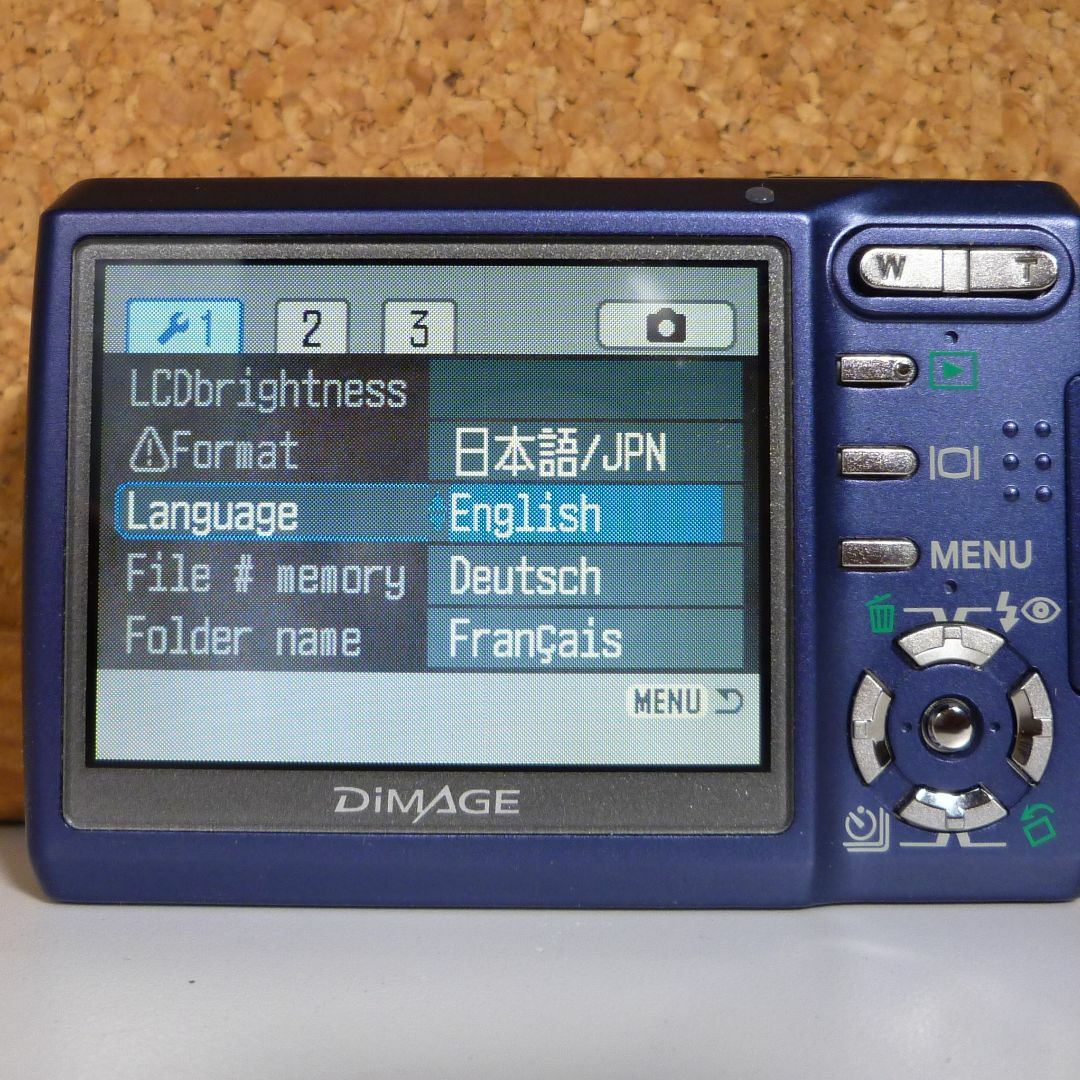 1 2 3
LCDbrightness
Format 日本語/JPN
Language English
File # memory Deutsch
Folder name FranÇais
MENU
DiMAGE
W T
MENU